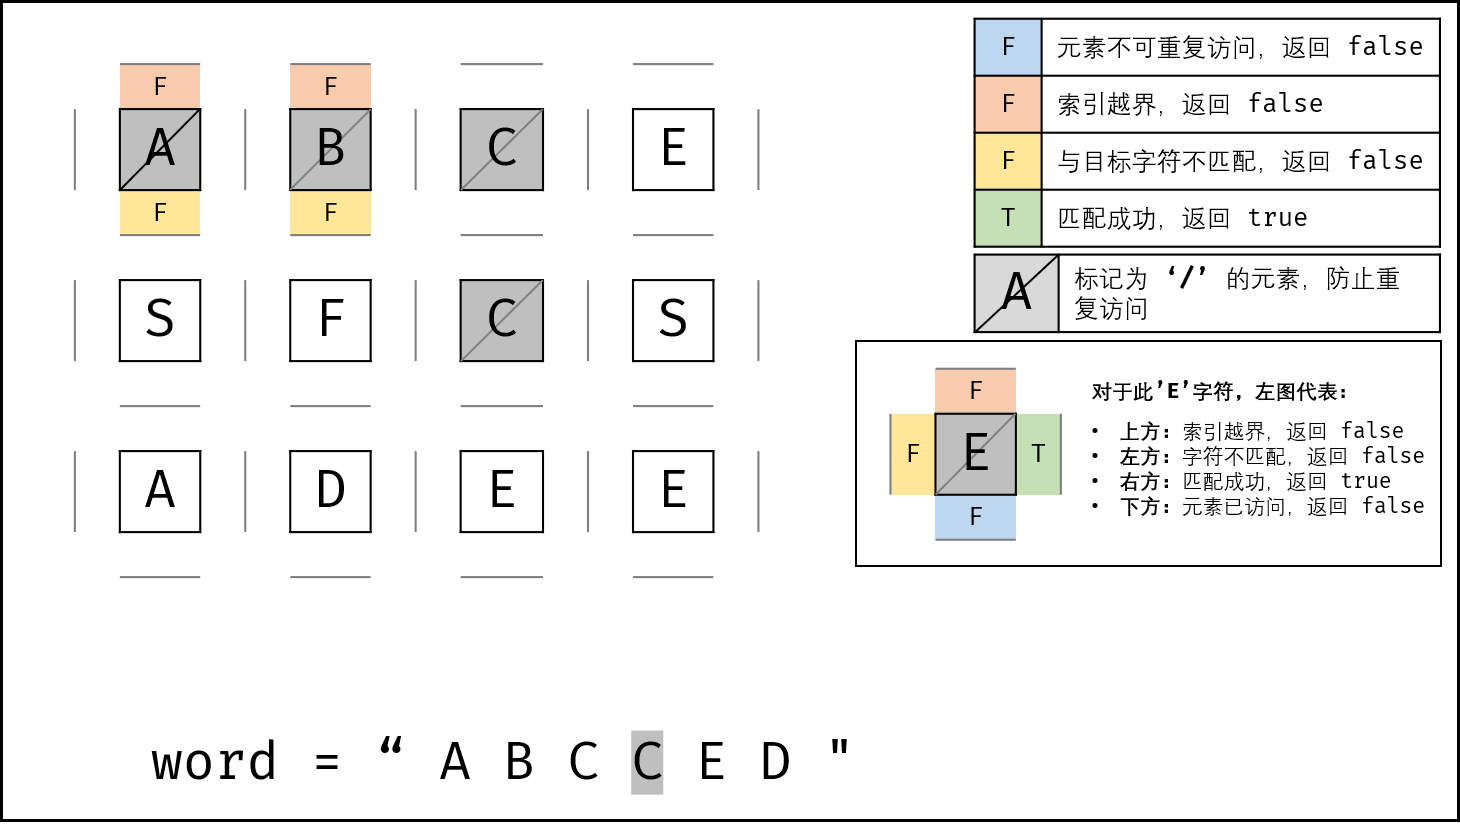 F F
A B C E
F F
S F C S
A D E E
word = “ A B C C E D "
F 元素不可重复访问，返回 false
F 索引越界，返回 false
F 与目标字符不匹配，返回 false
T 匹配成功，返回 true
A 标记为 ‘/’ 的元素，防止重
复访问
F
F E T
F
对于此’E’字符，左图代表：
• 上方：索引越界，返回 false
• 左方：字符不匹配，返回 false
• 右方：匹配成功，返回 true
• 下方：元素已访问，返回 false